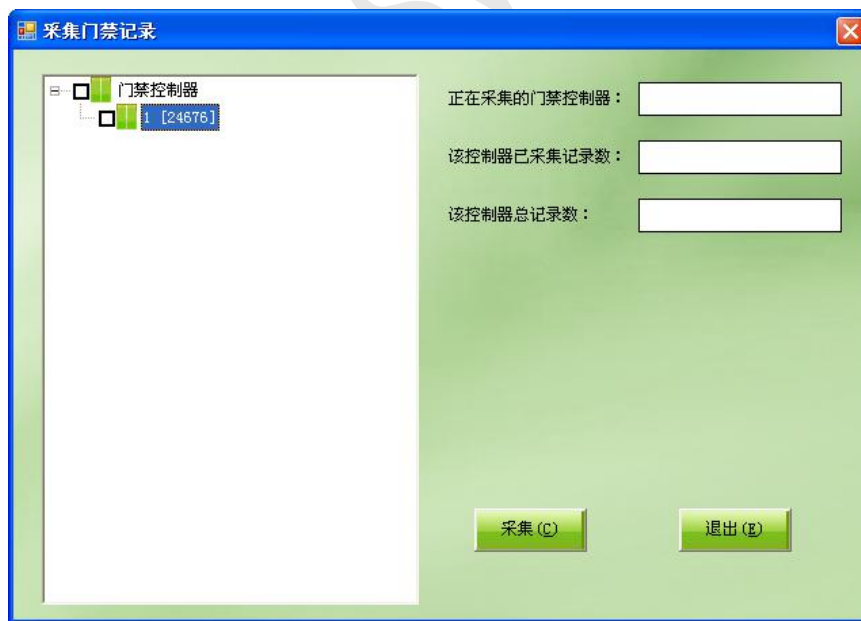 采集门禁记录
门禁控制器
1 [24676]
正在采集的门禁控制器：
该控制器已采集记录数：
该控制器总记录数：
采集(C)
退出(E)